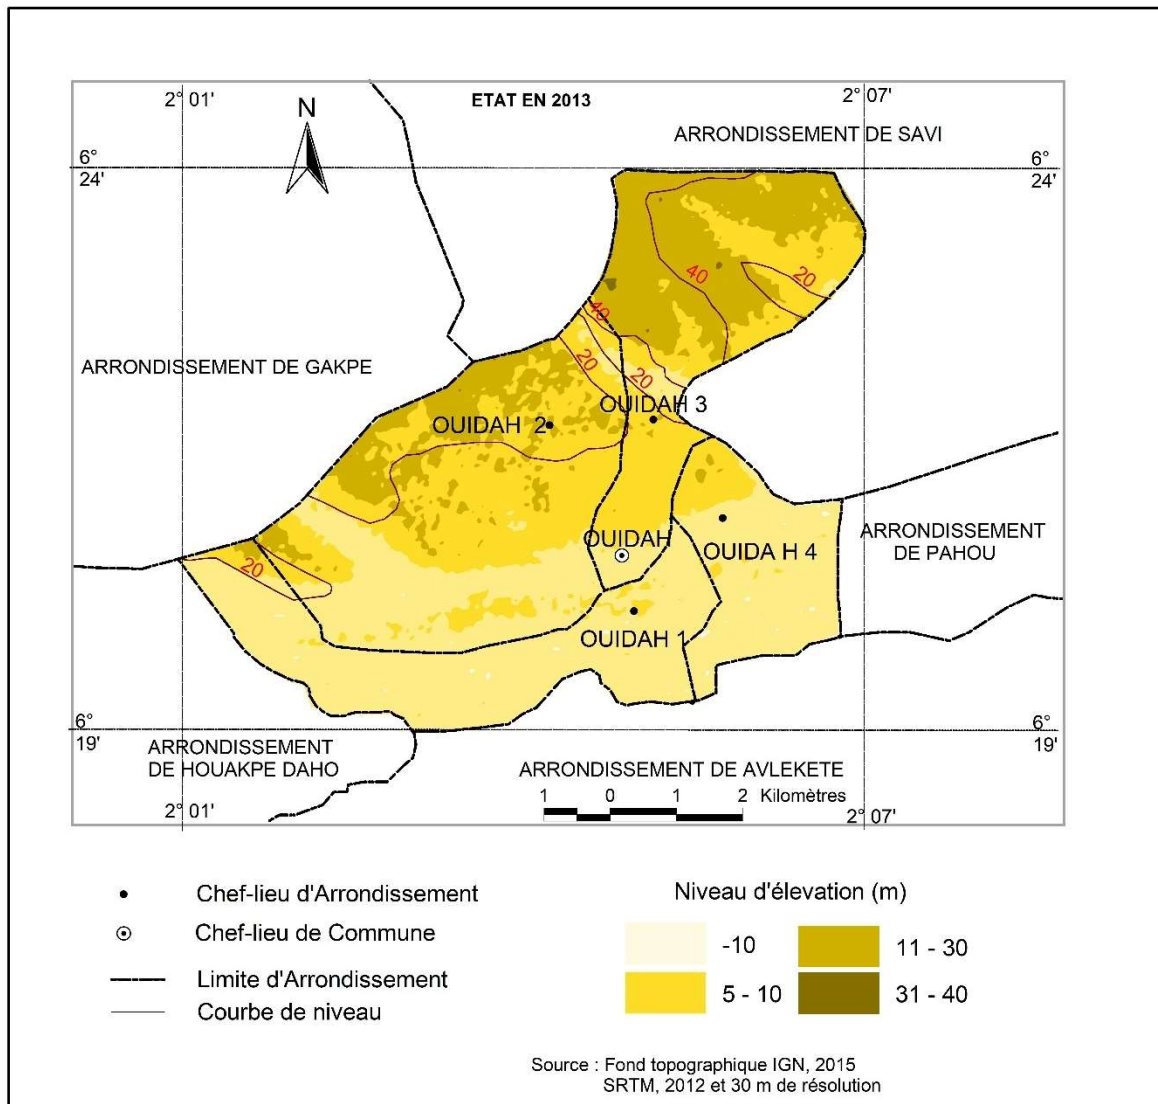 2° 01'
ETAT EN 2013
2° 07'
N
ARRONDISSEMENT DE SAVI
6°
24'
6°
24'
40
20
40
ARRONDISSEMENT DE GAKPE
20
20
OUIDAH 3
OUIDAH 2
OUIDAH
OUIDA H 4
ARRONDISSEMENT
DE PAHOU
20
OUIDAH 1
6°
19'
6°
19'
ARRONDISSEMENT
DE HOUAKPE DAHO
ARRONDISSEMENT DE AVLEKETE
1 0 1 2 Kilomètres
2° 01'
2° 07'
Chef-lieu d'Arrondissement
Chef-lieu de Commune
Limite d'Arrondissement
Courbe de niveau
Niveau d'élevation (m)
-10
11 - 30
5 - 10
31 - 40
Source : Fond topographique IGN, 2015
SRTM, 2012 et 30 m de résolution